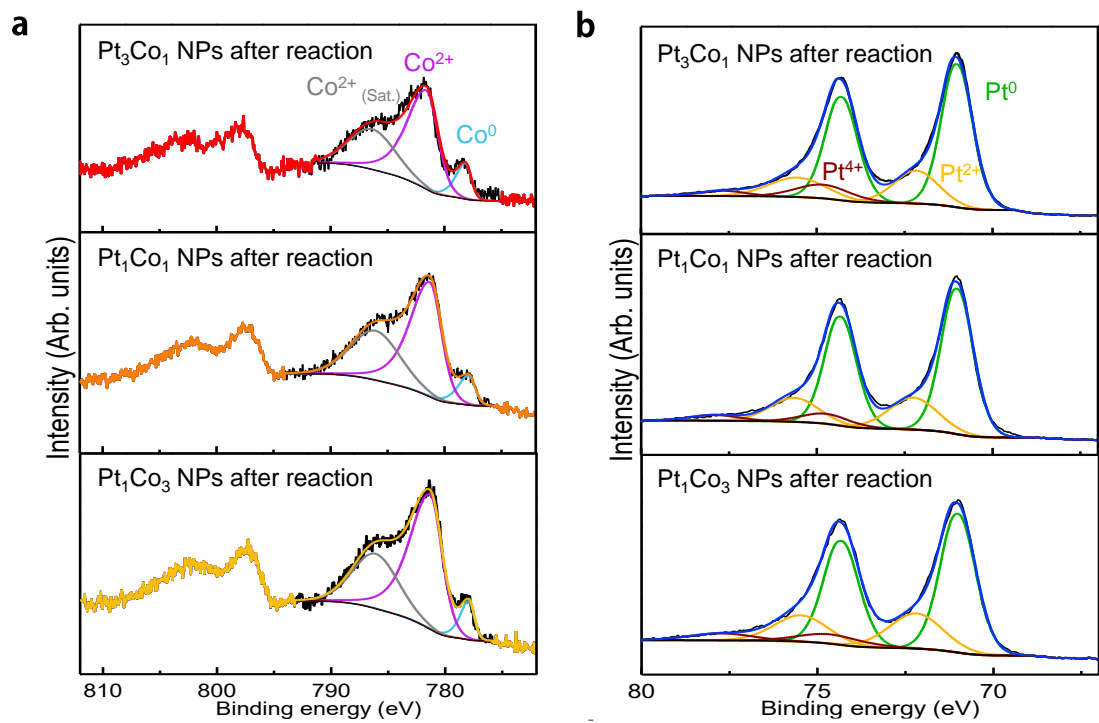 a
Pt₃Co₁ NPs after reaction
Co²⁺
Co²⁺ (Sat.)
Co⁰
Pt₁Co₁ NPs after reaction
Pt₁Co₃ NPs after reaction
Intensity (Arb. units)
810 800 790 780
Binding energy (eV)
b
Pt₃Co₁ NPs after reaction
Pt⁰
Pt⁴⁺
Pt²⁺
Pt₁Co₁ NPs after reaction
Pt₁Co₃ NPs after reaction
Intensity (Arb. units)
80 75 70
Binding energy (eV)